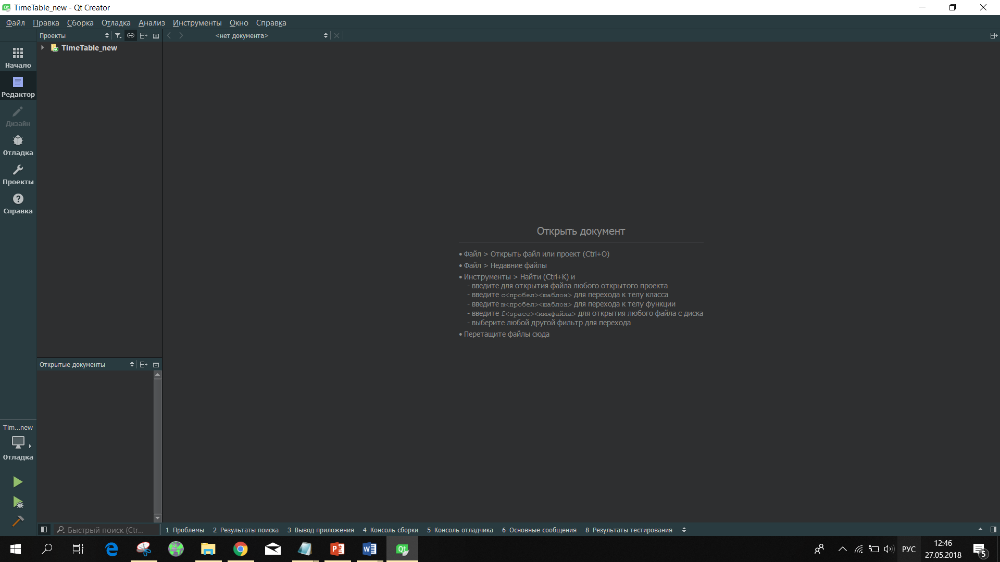 TimeTable_new - Qt Creator
Файл Правка Сборка Отладка Анализ Инструменты Окно Справка
Проекты
<нет документа>
TimeTable_new
Начало
Редактор
Дизайн
Отладка
Проекты
Справка
Открыть документ
• Файл > Открыть файл или проект (Ctrl+O)
• Файл > Недавние файлы
• Инструменты > Найти (Ctrl+K) и
- введите для открытия файла любого открытого проекта
- введите c<пробел><шаблон> для перехода к телу класса
- введите m<пробел><шаблон> для перехода к телу функции
- введите f<space><имяфайла> для открытия любого файла с диска
- выберите любой другой фильтр для перехода
• Перетащите файлы сюда
Открытые документы
Tim...new
Отладка
Быстрый поиск (Ctr...
1 Проблемы 2 Результаты поиска 3 Вывод приложения 4 Консоль сборки 5 Консоль отладчика 6 Основные сообщения 8 Результаты тестирования
РУС
12:46
27.05.2018
5